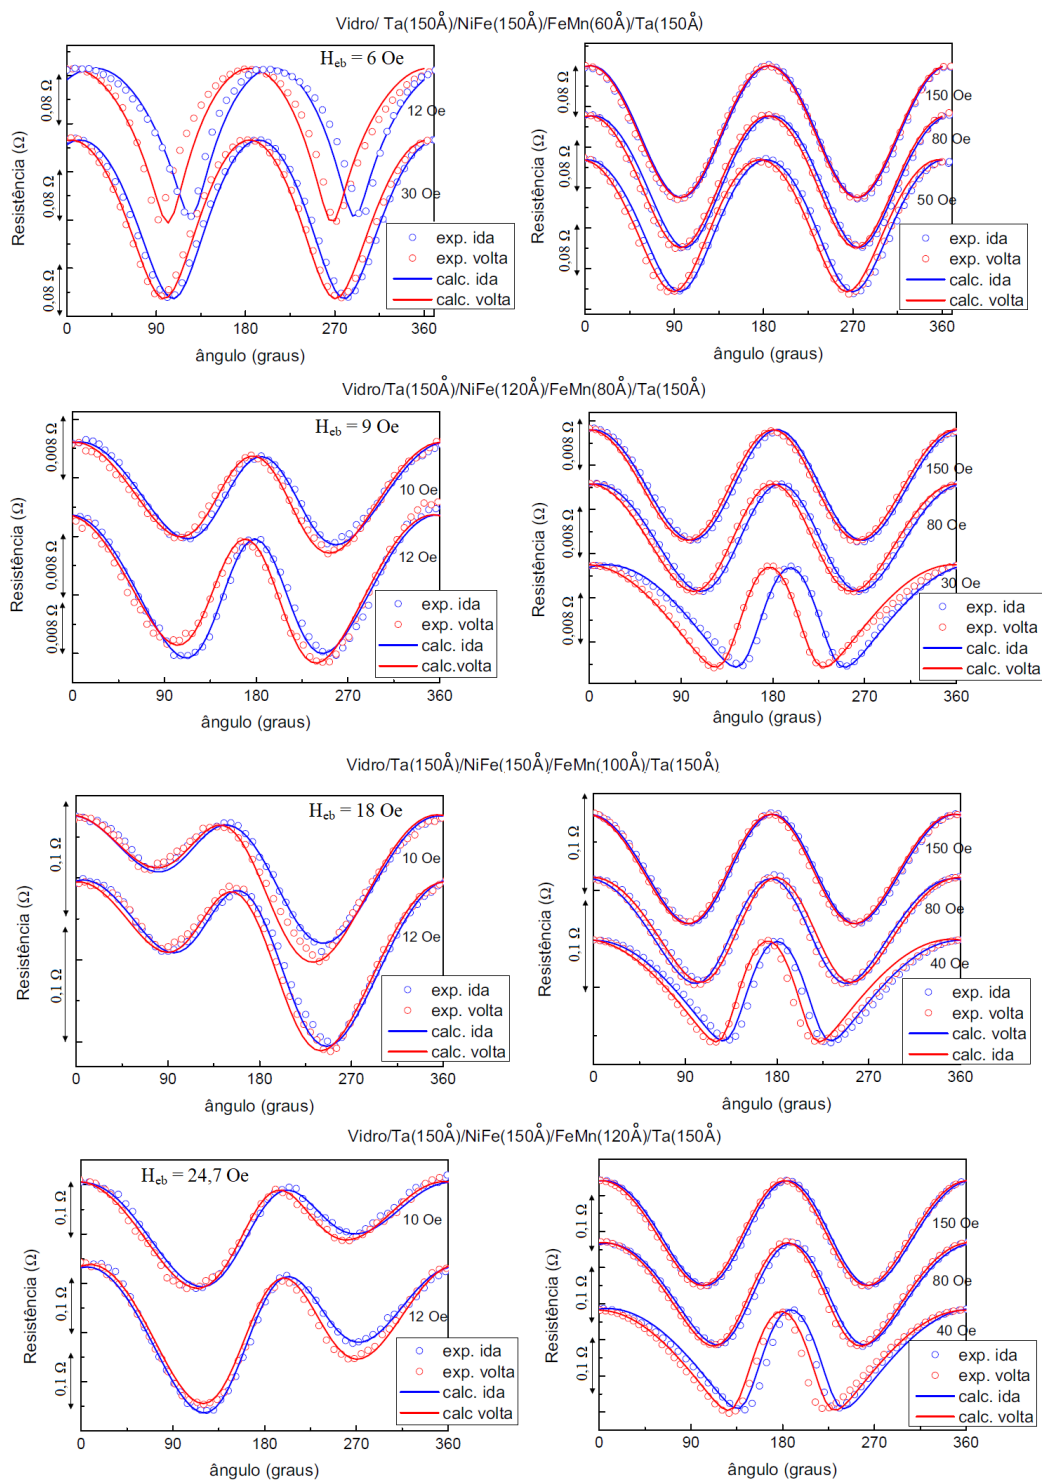 Vidro/ Ta(150Å)/NiFe(150Å)/FeMn(60Å)/Ta(150Å)
H_eb = 6 Oe
12 Oe
30 Oe
0,08 Ω
0,08 Ω
0,08 Ω
Resistência (Ω)
exp. ida
exp. volta
calc. ida
calc. volta
0 90 180 270 360
ângulo (graus)
150 Oe
80 Oe
50 Oe
0,08 Ω
0,08 Ω
0,08 Ω
Resistência (Ω)
exp. ida
exp. volta
calc. ida
calc. volta
0 90 180 270 360
ângulo (graus)
Vidro/Ta(150Å)/NiFe(120Å)/FeMn(80Å)/Ta(150Å)
H_eb = 9 Oe
10 Oe
12 Oe
0,008 Ω
0,008 Ω
0,008 Ω
Resistência (Ω)
exp. ida
exp. volta
calc. ida
calc.volta
0 90 180 270 360
ângulo (graus)
150 Oe
80 Oe
30 Oe
0,008 Ω
0,008 Ω
0,008 Ω
Resistência (Ω)
exp. ida
exp. volta
calc. ida
calc. volta
0 90 180 270 360
ângulo (graus)
Vidro/Ta(150Å)/NiFe(150Å)/FeMn(100Å)/Ta(150Å)
H_eb = 18 Oe
10 Oe
12 Oe
0,1 Ω
0,1 Ω
Resistência (Ω)
exp. ida
exp. volta
calc. ida
calc. volta
0 90 180 270 360
ângulo (graus)
150 Oe
80 Oe
40 Oe
0,1 Ω
0,1 Ω
Resistência (Ω)
exp. ida
exp. volta
calc. volta
calc. ida
0 90 180 270 360
ângulo (graus)
Vidro/Ta(150Å)/NiFe(150Å)/FeMn(120Å)/Ta(150Å)
H_eb = 24,7 Oe
10 Oe
12 Oe
0,1 Ω
0,1 Ω
0,1 Ω
Resistência (Ω)
exp. ida
exp. volta
calc. ida
calc volta
0 90 180 270 360
ângulo (graus)
150 Oe
80 Oe
40 Oe
0,1 Ω
0,1 Ω
0,1 Ω
Resistência (Ω)
exp. ida
exp. volta
calc. ida
calc. volta
0 90 180 270 360
ângulo (graus)